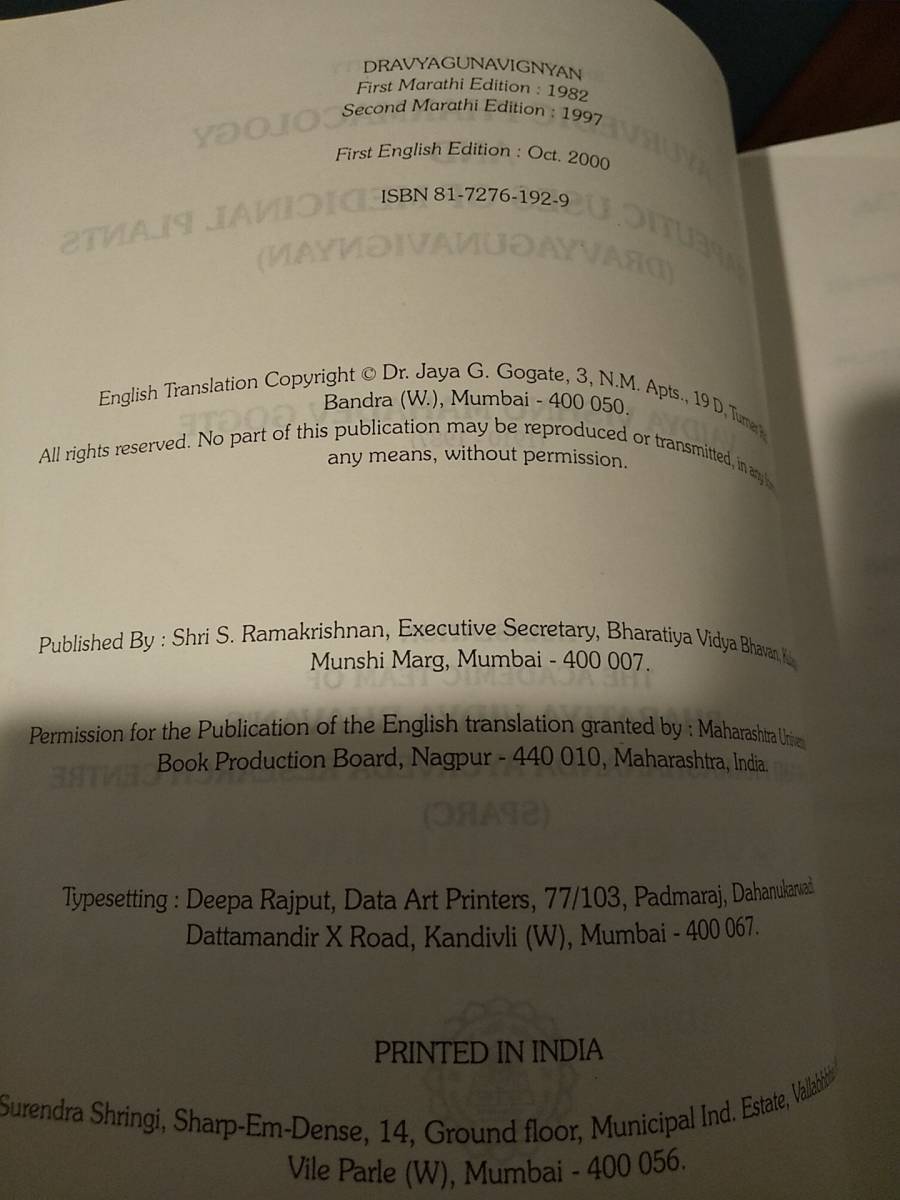 DRAVYAGUNAVIGNYAN
First Marathi Edition : 1982
Second Marathi Edition : 1997
First English Edition : Oct. 2000
ISBN 81-7276-192-9
English Translation Copyright © Dr. Jaya G. Gogate, 3, N.M. Apts., 19 D, Turner
Bandra (W.), Mumbai - 400 050.
All rights reserved. No part of this publication may be reproduced or transmitted, in any
any means, without permission.
Published By : Shri S. Ramakrishnan, Executive Secretary, Bharatiya Vidya Bhavan,
Munshi Marg, Mumbai - 400 007.
Permission for the Publication of the English translation granted by : Maharashtra
Book Production Board, Nagpur - 440 010, Maharashtra, India.
Typesetting : Deepa Rajput, Data Art Printers, 77/103, Padmaraj, Dahanukarwadi
Dattamandir X Road, Kandivli (W), Mumbai - 400 067.
PRINTED IN INDIA
Surendra Shringi, Sharp-Em-Dense, 14, Ground floor, Municipal Ind. Estate,
Vile Parle (W), Mumbai - 400 056.